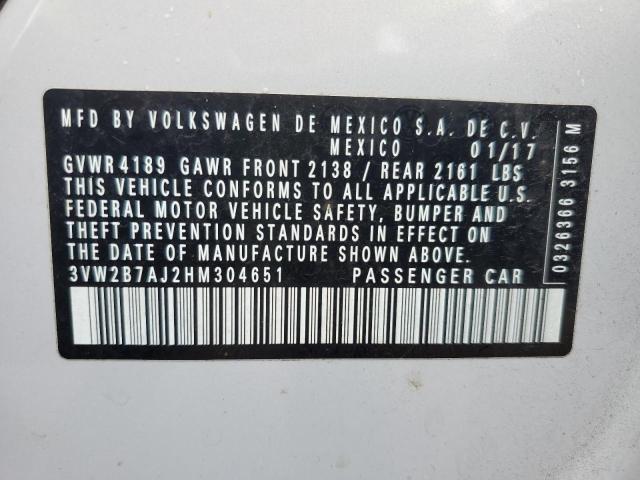 MFD BY VOLKSWAGEN DE MEXICO S.A. DE C.V.
MEXICO 01/17
GVWR 4189 GAWR FRONT 2138 / REAR 2161 LBS
THIS VEHICLE CONFORMS TO ALL APPLICABLE U.S.
FEDERAL MOTOR VEHICLE SAFETY, BUMPER AND
THEFT PREVENTION STANDARDS IN EFFECT ON
THE DATE OF MANUFACTURE SHOWN ABOVE.
3VW2B7AJ2HM304651 PASSENGER CAR
0326366 3156 M